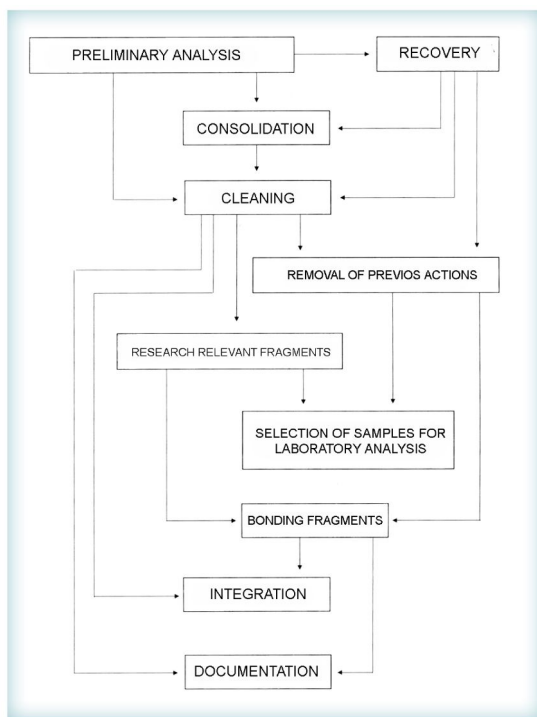 PRELIMINARY ANALYSIS
RECOVERY
CONSOLIDATION
CLEANING
REMOVAL OF PREVIOS ACTIONS
RESEARCH RELEVANT FRAGMENTS
SELECTION OF SAMPLES FOR
LABORATORY ANALYSIS
BONDING FRAGMENTS
INTEGRATION
DOCUMENTATION